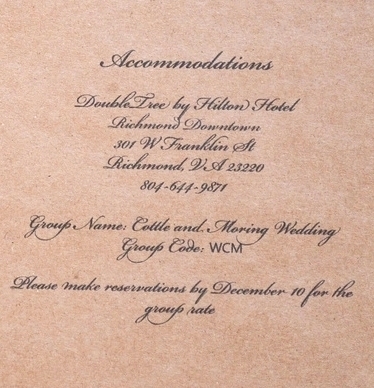 Accommodations
DoubleTree by Hilton Hotel
Richmond Downtown
301 W Franklin St
Richmond, VA 23220
804-644-9871
Group Name: Cottle and Moring Wedding
Group Code: WCM
Please make reservations by December 10 for the
group rate